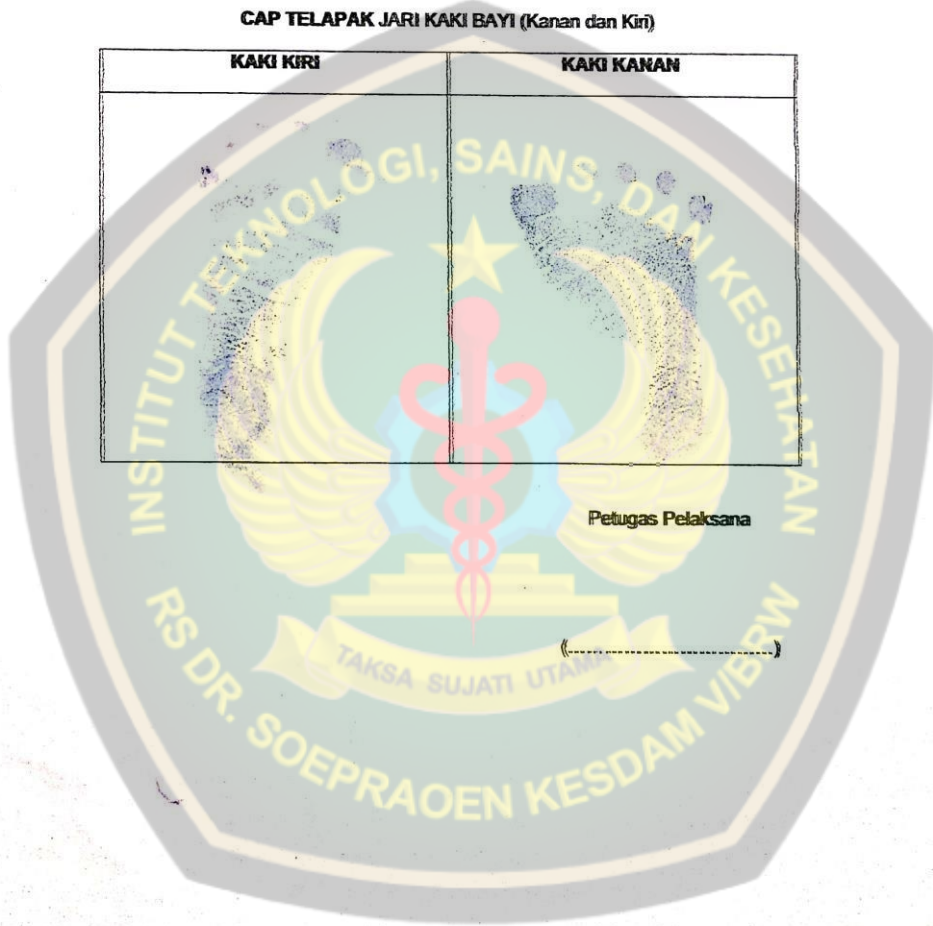 CAP TELAPAK JARI KAKI BAYI (Kanan dan Kiri)
KAKI KIRI
KAKI KANAN
INSTITUT TEKNOLOGI, SAINS, DAN KESEHATAN
Petugas Pelaksana
(..............................)
TAKSA SUJATI UTAMA
RS DR. SOEPRAOEN KESDAM V/BRW